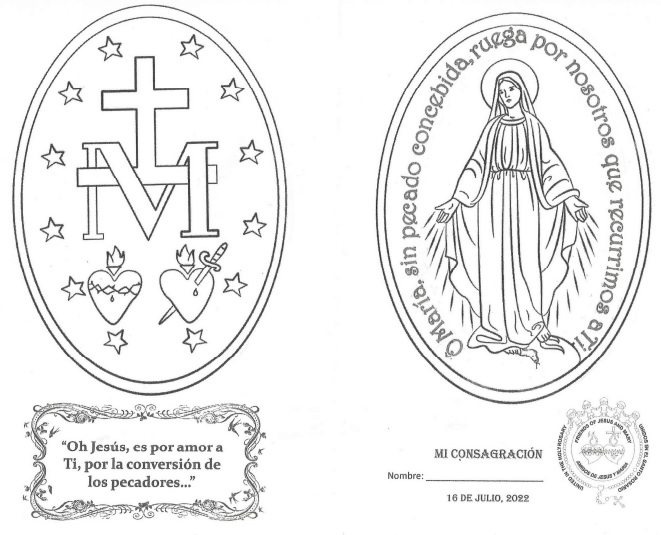 “Oh Jesús, es por amor a
Ti, por la conversión de
los pecadores...”
O María, sin pecado concebida, ruega por nosotros que recurrimos a Ti.
MI CONSAGRACIÓN
Nombre:
16 DE JULIO, 2022
FRIENDS OF JESUS AND MARY
AMIGOS DE JESUS Y MARIA
UNITED IN THE HOLY ROSARY
UNIDOS EN EL SANTO ROSARIO